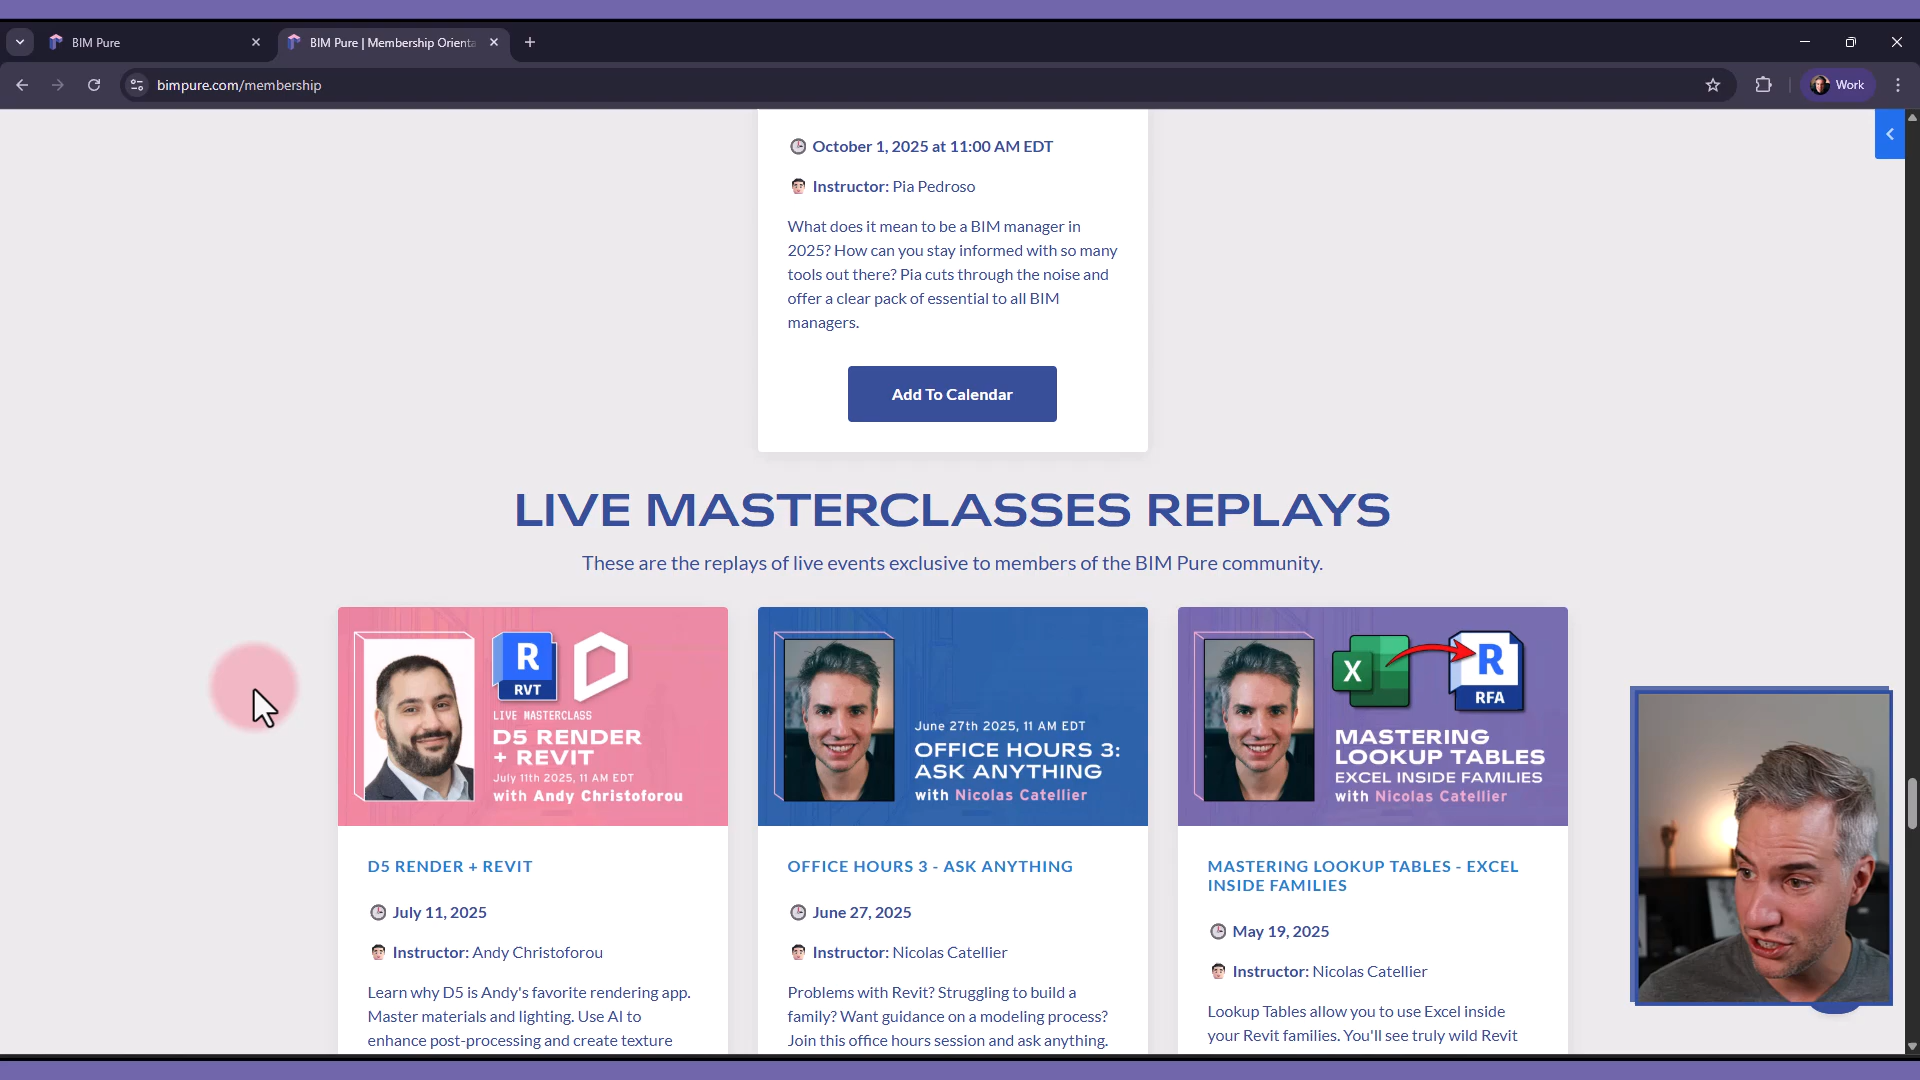 BIM Pure
BIM Pure | Membership Orienta
bimpure.com/membership
Work
October 1, 2025 at 11:00 AM EDT
Instructor: Pia Pedroso
What does it mean to be a BIM manager in
2025? How can you stay informed with so many
tools out there? Pia cuts through the noise and
offer a clear pack of essential to all BIM
managers.
Add To Calendar
LIVE MASTERCLASSES REPLAYS
These are the replays of live events exclusive to members of the BIM Pure community.
R
RVT
LIVE MASTERCLASS
D5 RENDER
+ REVIT
July 11th 2025, 11 AM EDT
with Andy Christoforou
June 27th 2025, 11 AM EDT
OFFICE HOURS 3:
ASK ANYTHING
with Nicolas Catellier
X
R
RFA
MASTERING
LOOKUP TABLES
EXCEL INSIDE FAMILIES
with Nicolas Catellier
D5 RENDER + REVIT
July 11, 2025
Instructor: Andy Christoforou
Learn why D5 is Andy's favorite rendering app.
Master materials and lighting. Use AI to
enhance post-processing and create texture
OFFICE HOURS 3 - ASK ANYTHING
June 27, 2025
Instructor: Nicolas Catellier
Problems with Revit? Struggling to build a
family? Want guidance on a modeling process?
Join this office hours session and ask anything.
MASTERING LOOKUP TABLES - EXCEL
INSIDE FAMILIES
May 19, 2025
Instructor: Nicolas Catellier
Lookup Tables allow you to use Excel inside
your Revit families. You'll see truly wild Revit